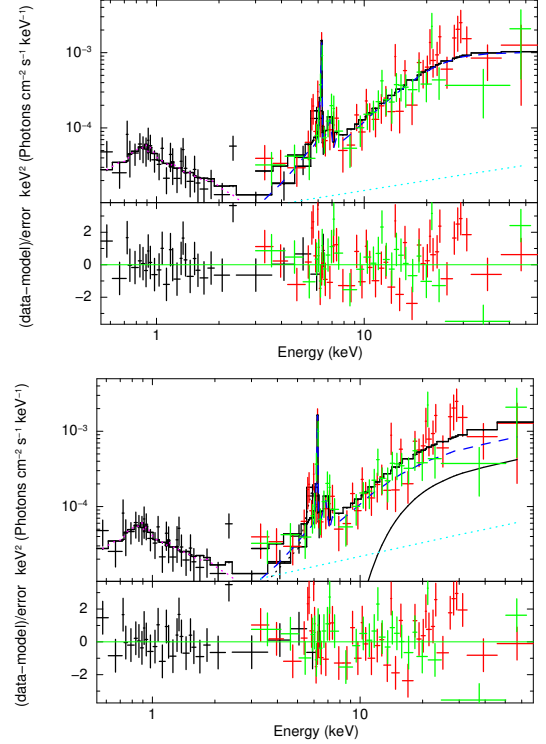 10⁻³
10⁻⁴
keV² (Photons cm⁻² s⁻¹ keV⁻¹)
2
0
−2
(data−model)/error
1
10
Energy (keV)
10⁻³
10⁻⁴
keV² (Photons cm⁻² s⁻¹ keV⁻¹)
2
0
−2
(data−model)/error
1
10
Energy (keV)